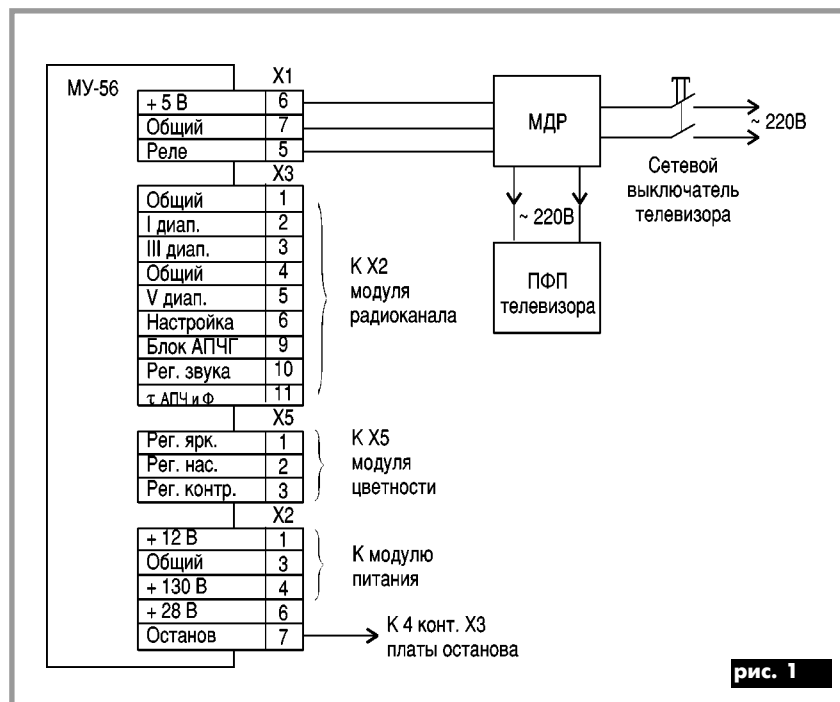 МУ-56
X1
+ 5 В 6
Общий 7
Реле 5
МДР
~ 220В
Сетевой
выключатель
телевизора
~ 220В
ПФП
телевизора
X3
Общий 1
I диап. 2
III диап. 3
Общий 4
V диап. 5
Настройка 6
Блок АПЧГ 9
Рег. звука 10
τ АПЧ и Ф 11
К X2
модуля
радиоканала
X5
Рег. ярк. 1
Рег. нас. 2
Рег. контр. 3
К X5
модуля
цветности
X2
+ 12 В 1
Общий 3
+ 130 В 4
+ 28 В 6
Останов 7
К модулю
питания
К 4 конт. X3
платы останова
рис. 1